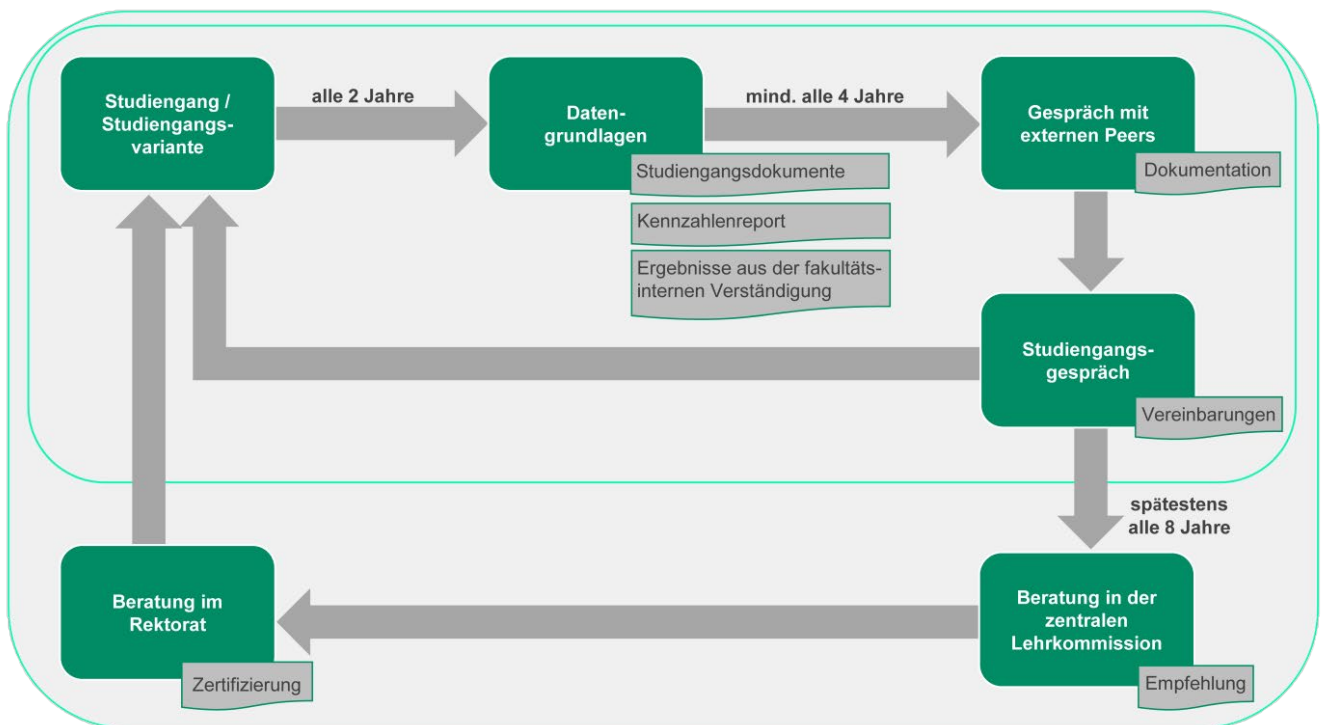 Studiengang /
Studiengangs-
variante
alle 2 Jahre
Daten-
grundlagen
Studiengangsdokumente
Kennzahlenreport
Ergebnisse aus der fakultäts-
internen Verständigung
mind. alle 4 Jahre
Gespräch mit
externen Peers
Dokumentation
Studiengangs-
gespräch
Vereinbarungen
spätestens
alle 8 Jahre
Beratung in der
zentralen
Lehrkommission
Empfehlung
Beratung im
Rektorat
Zertifizierung